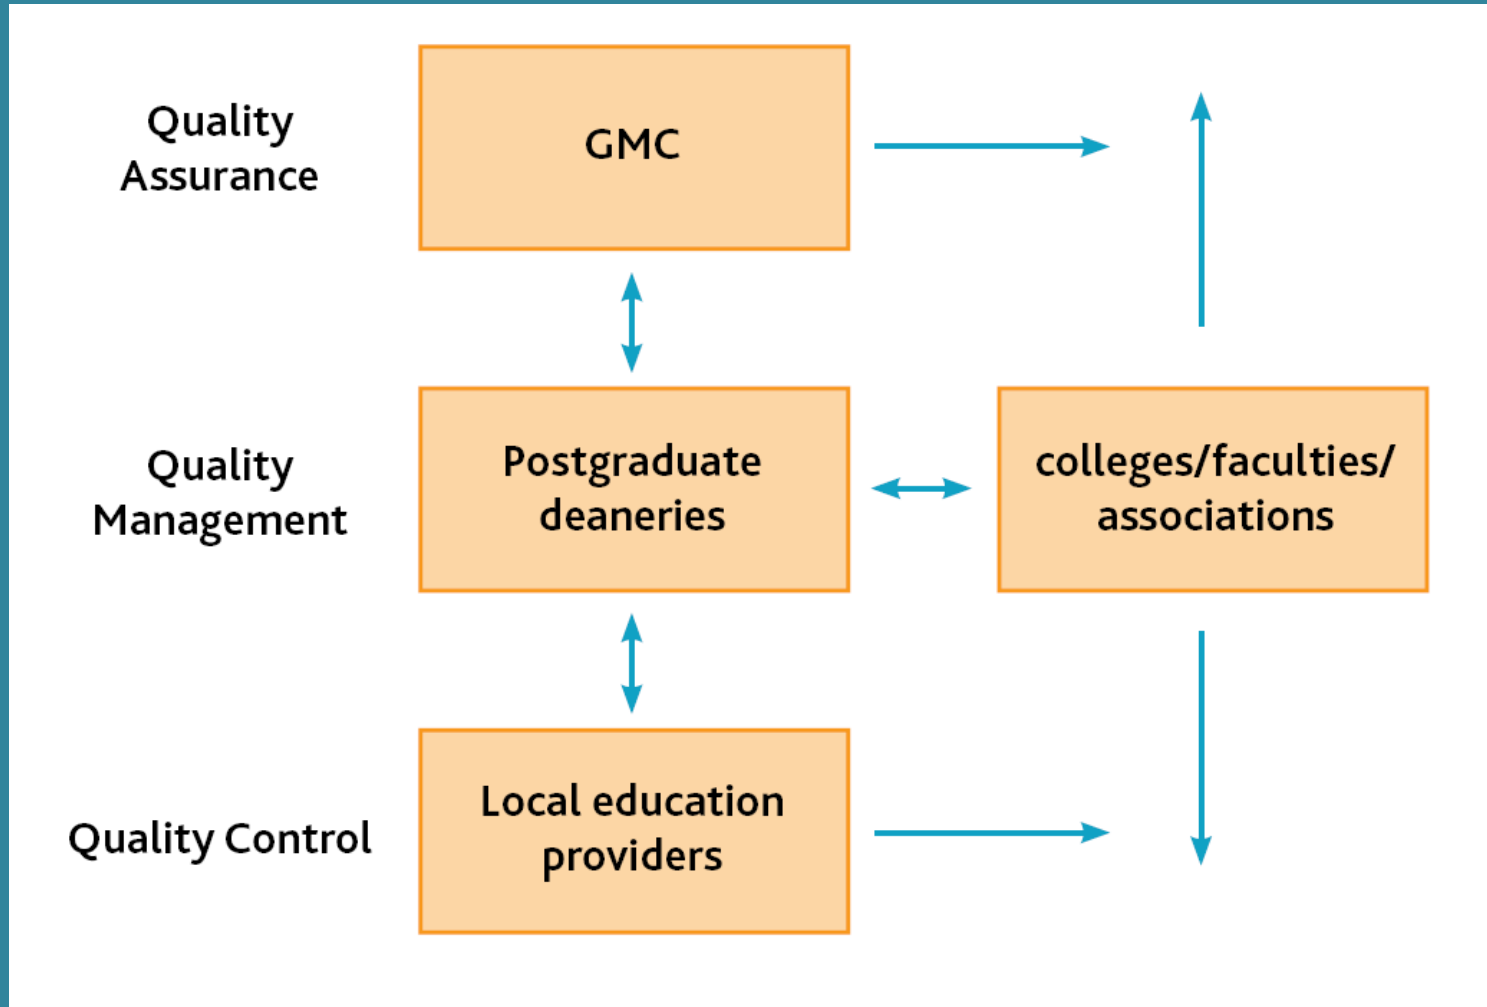 Quality
Assurance
GMC
Quality
Management
Postgraduate
deaneries
colleges/faculties/
associations
Quality Control
Local education
providers